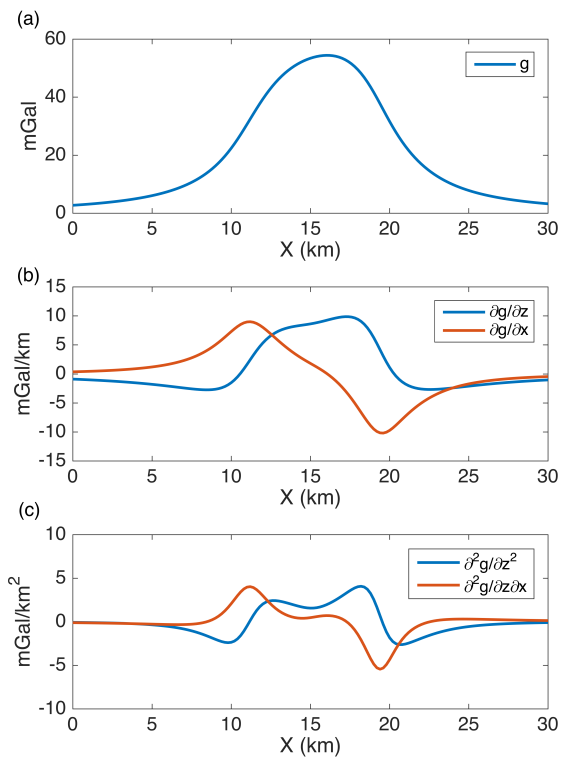 (a)
60
40
20
0
mGal
g
0 5 10 15 20 25 30
X (km)
(b)
15
10
5
0
-5
-10
-15
mGal/km
∂g/∂z
∂g/∂x
0 5 10 15 20 25 30
X (km)
(c)
10
5
0
-5
-10
mGal/km²
∂²g/∂z²
∂²g/∂z∂x
0 5 10 15 20 25 30
X (km)